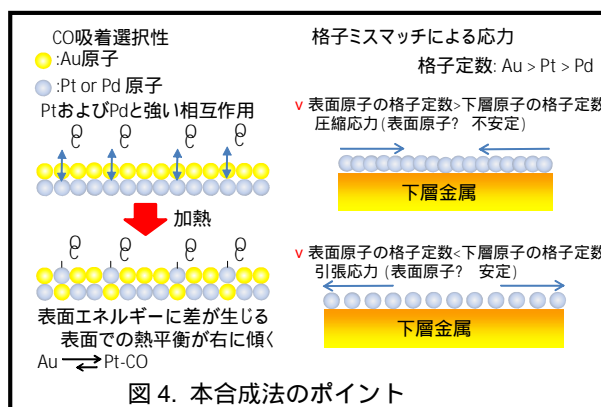 CO吸着選択性
:Au原子
:Pt or Pd 原子
PtおよびPdと強い相互作用
加熱
表面エネルギーに差が生じる
表面での熱平衡が右に傾く
Au Pt-CO
格子ミスマッチによる応力
格子定数: Au > Pt > Pd
v 表面原子の格子定数>下層原子の格子定数
圧縮応力(表面原子? 不安定)
下層金属
v 表面原子の格子定数<下層原子の格子定数
引張応力 (表面原子? 安定)
下層金属
図 4. 本合成法のポイント